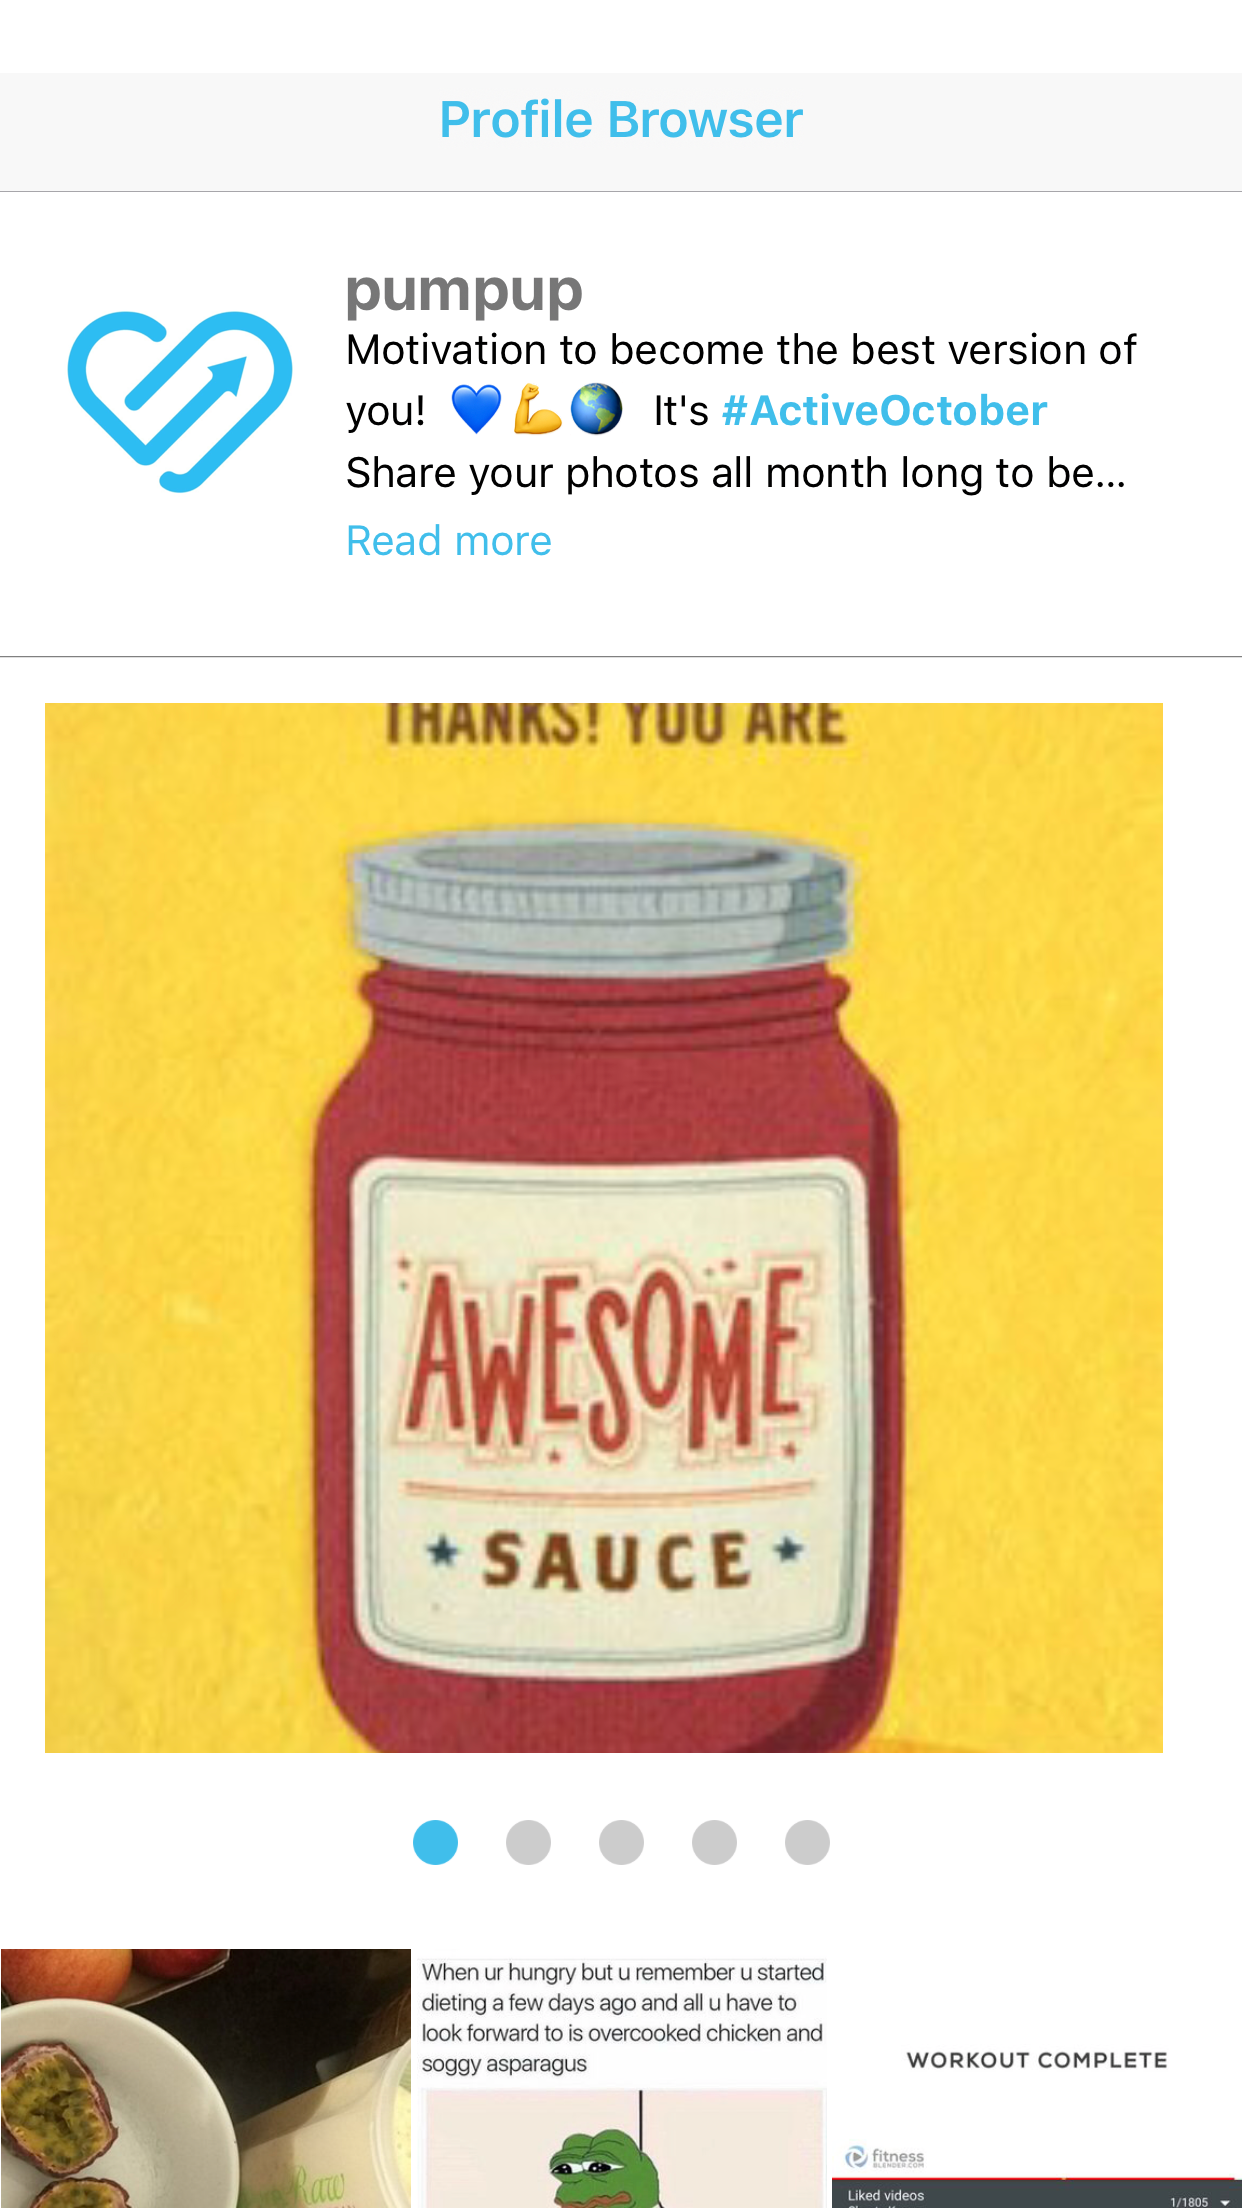 Profile Browser
pumpup
Motivation to become the best version of
you! 💙💪🌎 It's #ActiveOctober
Share your photos all month long to be...
Read more
THANKS! YOU ARE
AWESOME
SAUCE
When ur hungry but u remember u started
dieting a few days ago and all u have to
look forward to is overcooked chicken and
soggy asparagus
WORKOUT COMPLETE
fitness
BLENDER.COM
Raw
Liked videos
1/1805